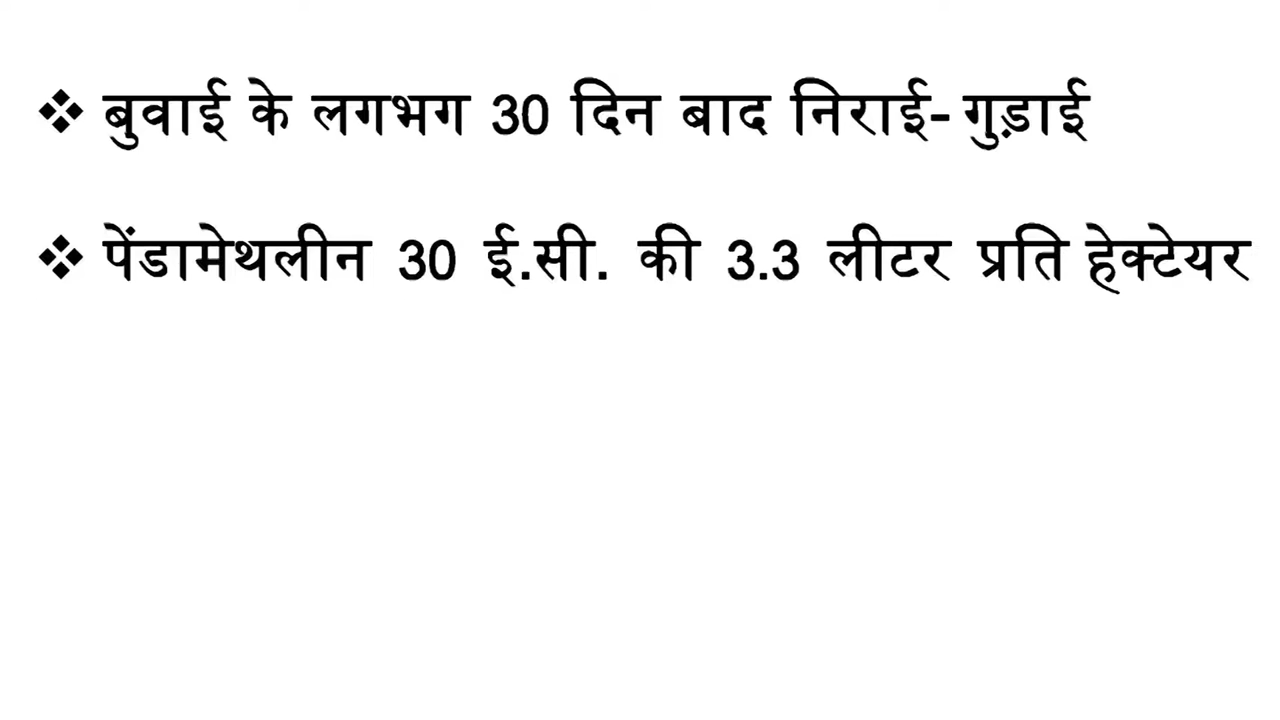 ❖ बुवाई के लगभग 30 दिन बाद निराई- गुड़ाई
❖ पेंडामेथलीन 30 ई.सी. की 3.3 लीटर प्रति हेक्टेयर